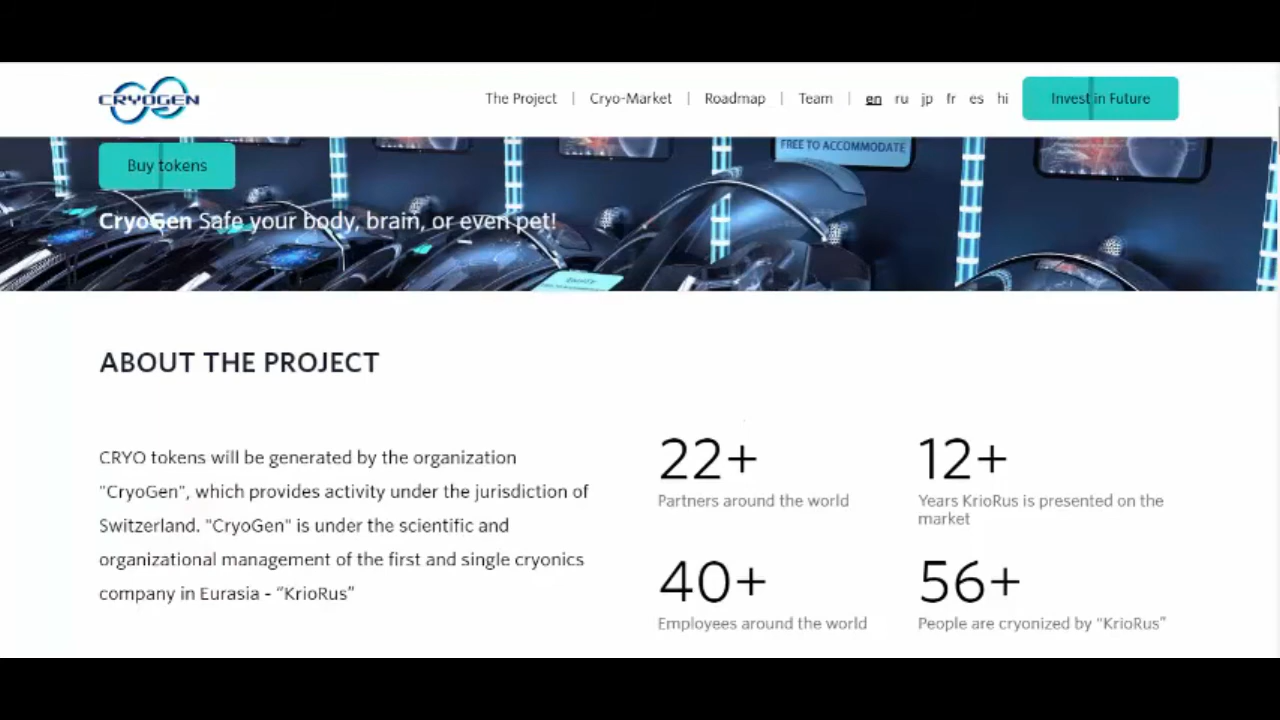 CRYOGEN
The Project | Cryo-Market | Roadmap | Team | en ru jp fr es hi
Invest in Future
FREE TO ACCOMMODATE
Buy tokens
CryoGen Safe your body, brain, or even pet!
ABOUT THE PROJECT
CRYO tokens will be generated by the organization
"CryoGen", which provides activity under the jurisdiction of
Switzerland. "CryoGen" is under the scientific and
organizational management of the first and single cryonics
company in Eurasia - “KrioRus”
22+
Partners around the world
12+
Years KrioRus is presented on the
market
40+
Employees around the world
56+
People are cryonized by “KrioRus”